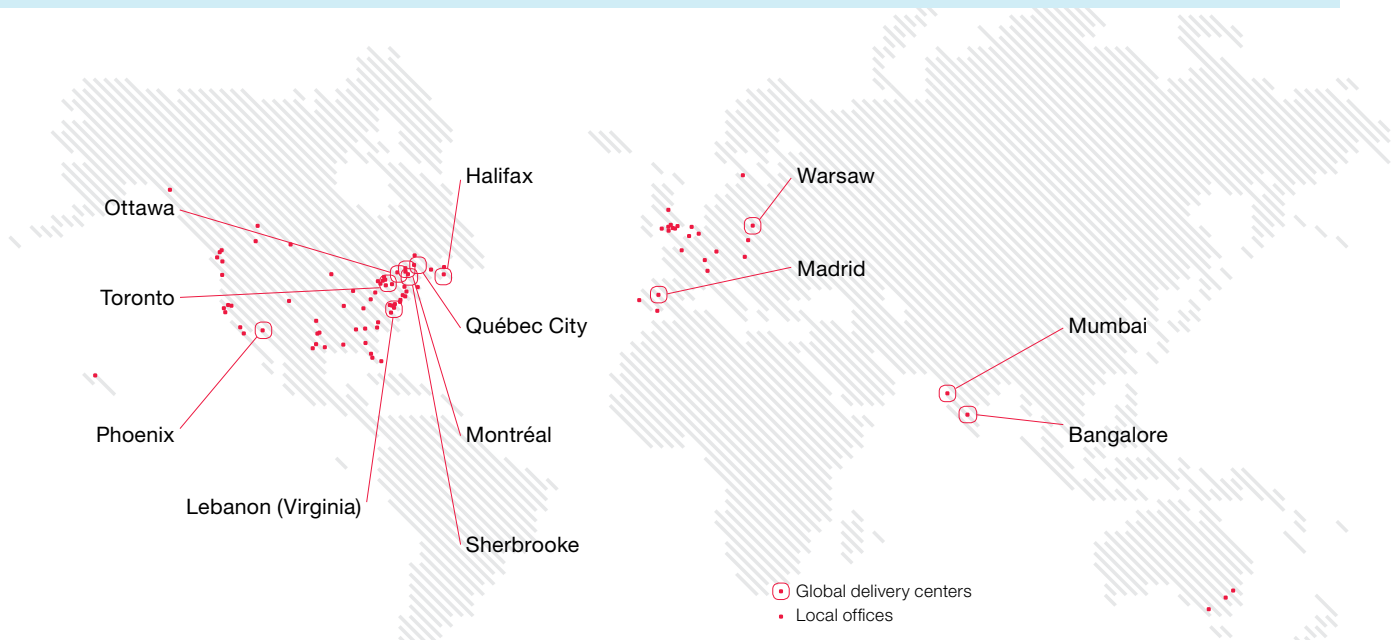 Halifax
Warsaw
Ottawa
Madrid
Toronto
Québec City
Mumbai
Phoenix
Montréal
Bangalore
Lebanon (Virginia)
Sherbrooke
Global delivery centers
Local offices